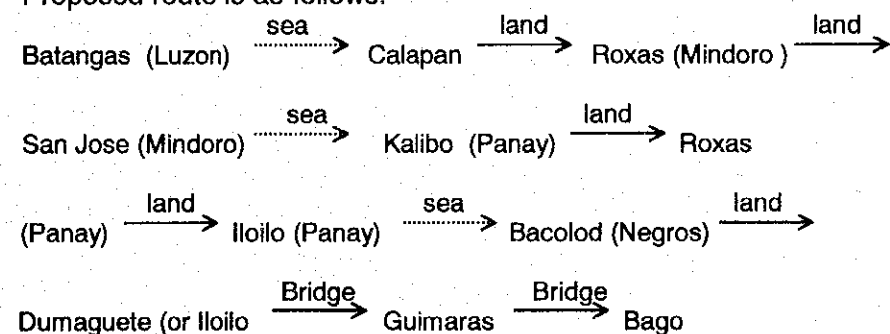 Proposed route is as follows:
sea land land
Batangas (Luzon) Calapan Roxas (Mindoro )
sea land
San Jose (Mindoro) Kalibo (Panay) Roxas
land sea land
(Panay) Iloilo (Panay) Bacolod (Negros)
Bridge Bridge
Dumaguete (or Iloilo Guimaras Bago